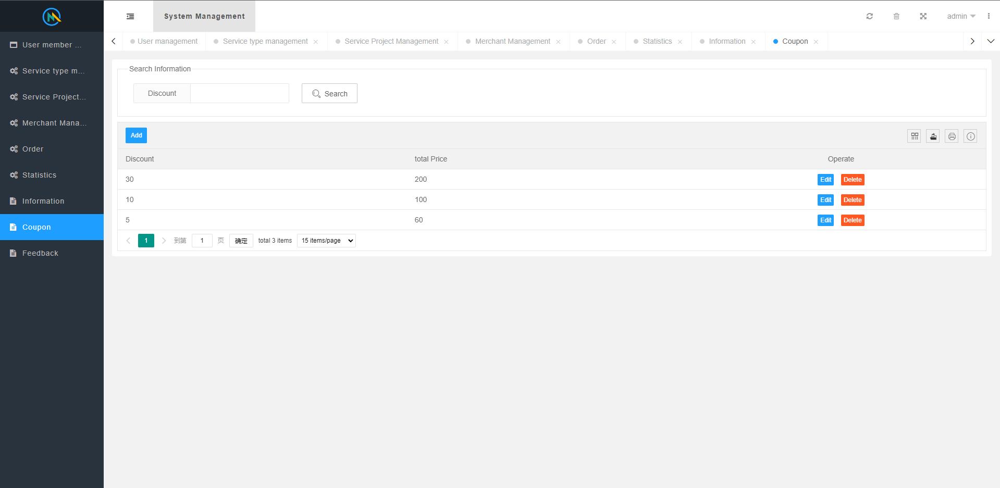 System Management
admin
User management
Service type management
Service Project Management
Merchant Management
Order
Statistics
Information
Coupon
User member ...
Service type m...
Service Project...
Merchant Mana...
Order
Statistics
Information
Coupon
Feedback
Search Information
Discount
Search
Add
Discount total Price Operate
30 200 Edit Delete
10 100 Edit Delete
5 60 Edit Delete
1 到第 1 页 确定 total 3 items 15 items/page